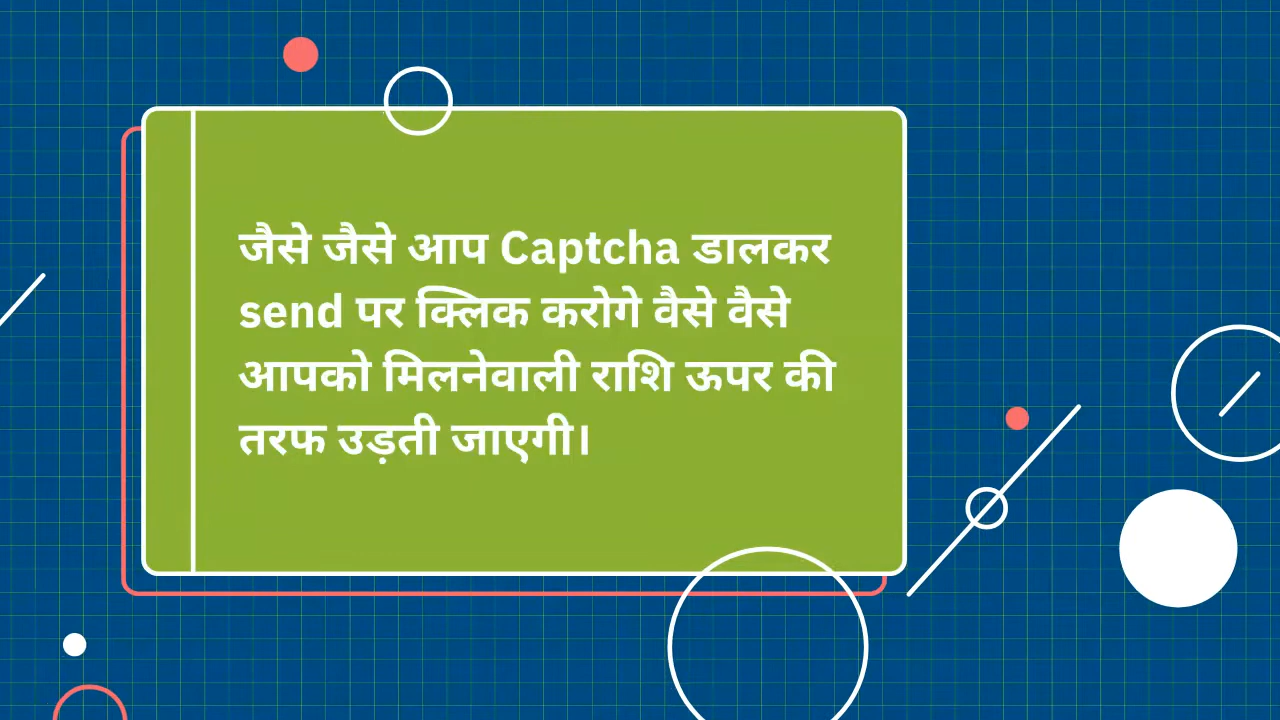 जैसे जैसे आप Captcha डालकर
send पर क्लिक करोगे वैसे वैसे
आपको मिलनेवाली राशि ऊपर की
तरफ उड़ती जाएगी।